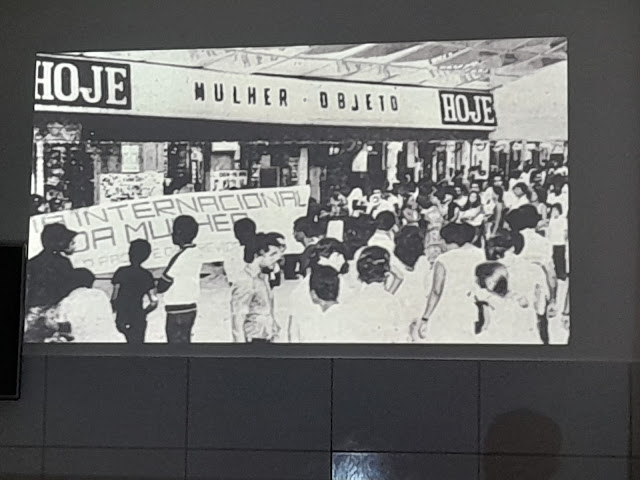 HOJE MULHER · OBJETO HOJE
INTERNACIONAL
DA MULHER